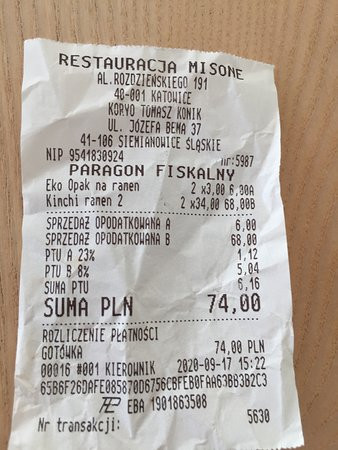 RESTAURACJA MISONE
AL.ROZDZIEŃSKIEGO 191
40-001 KATOWICE
KORYO TOMASZ KONIK
UL. JÓZEFA BEMA 37
41-106 SIEMIANOWICE ŚLĄSKIE
NIP 9541830924 nr:5987
PARAGON FISKALNY
Eko Opak na ranen 2 x3,00 6,00A
Kinchi ranen 2 2 x34,00 68,00B
SPRZEDAŻ OPODATKOWANA A 6,00
SPRZEDAŻ OPODATKOWANA B 68,00
PTU A 23% 1,12
PTU B 8% 5,04
SUMA PTU 6,16
SUMA PLN 74,00
ROZLICZENIE PŁATNOŚCI
GOTÓWKA 74,00 PLN
00016 #001 KIEROWNIK 2020-09-17 15:22
65B6F26DAFE085870D6756CBFEB0FAA63BB3B2C3
EBA 1901863508
Nr transakcji: 5630